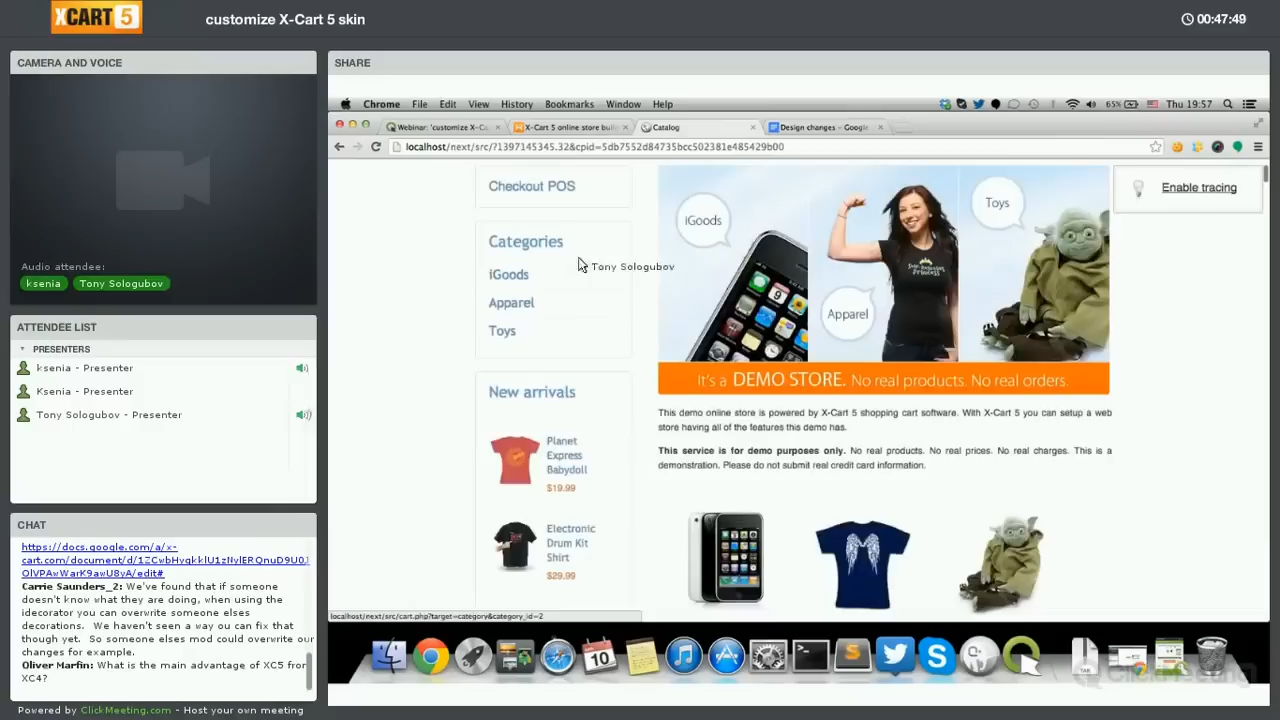 XCART 5
customize X-Cart 5 skin
00:47:49
CAMERA AND VOICE
Audio attendee:
ksenia
Tony Sologubov
ATTENDEE LIST
PRESENTERS
ksenia - Presenter
Ksenia - Presenter
Tony Sologubov - Presenter
CHAT
https://docs.google.com/a/x-
Carrie Saunders_2: We've found that if someone
doesn't know what they are doing, when using the
idecorator you can overwrite someone elses
decorations. We haven't seen a way you can fix that
though yet. So someone elses mod could overwrite our
changes for example.
Oliver Marfin: What is the main advantage of XC5 from
XC4?
Powered by ClickMeeting.com - Host your own meeting
SHARE
Chrome File Edit View History Bookmarks Window Help
65%
Thu 19:57
Webinar: 'customize X-C
X-Cart 5 online store buil
Catalog
Design changes - Google
localhost/next/src/?1397145345.32&cpid=5db7552d84735bcc502381e485429b00
Checkout POS
Categories
Tony Sologubov
iGoods
Apparel
Toys
New arrivals
Planet
Express
Babydoll
$19.99
Electronic
Drum Kit
Shirt
$29.99
iGoods
Toys
Apparel
It's a DEMO STORE. No real products. No real orders.
This demo online store is powered by X-Cart 5 shopping cart software. With X-Cart 5 you can setup a web
store having all of the features this demo has.
This service is for demo purposes only. No real products. No real prices. No real charges. This is a
demonstration. Please do not submit real credit card information.
Enable tracing
localhost/next/src/cart.php?target=category&category_id=2
10
ClickMeeting